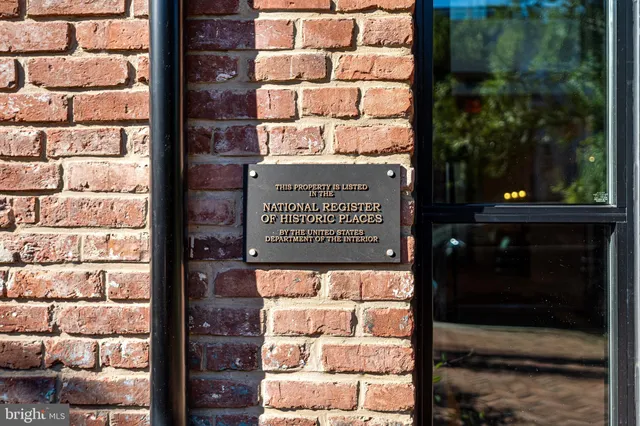 THIS PROPERTY IS LISTED
IN THE
NATIONAL REGISTER
OF HISTORIC PLACES
BY THE UNITED STATES
DEPARTMENT OF THE INTERIOR
bright MLS